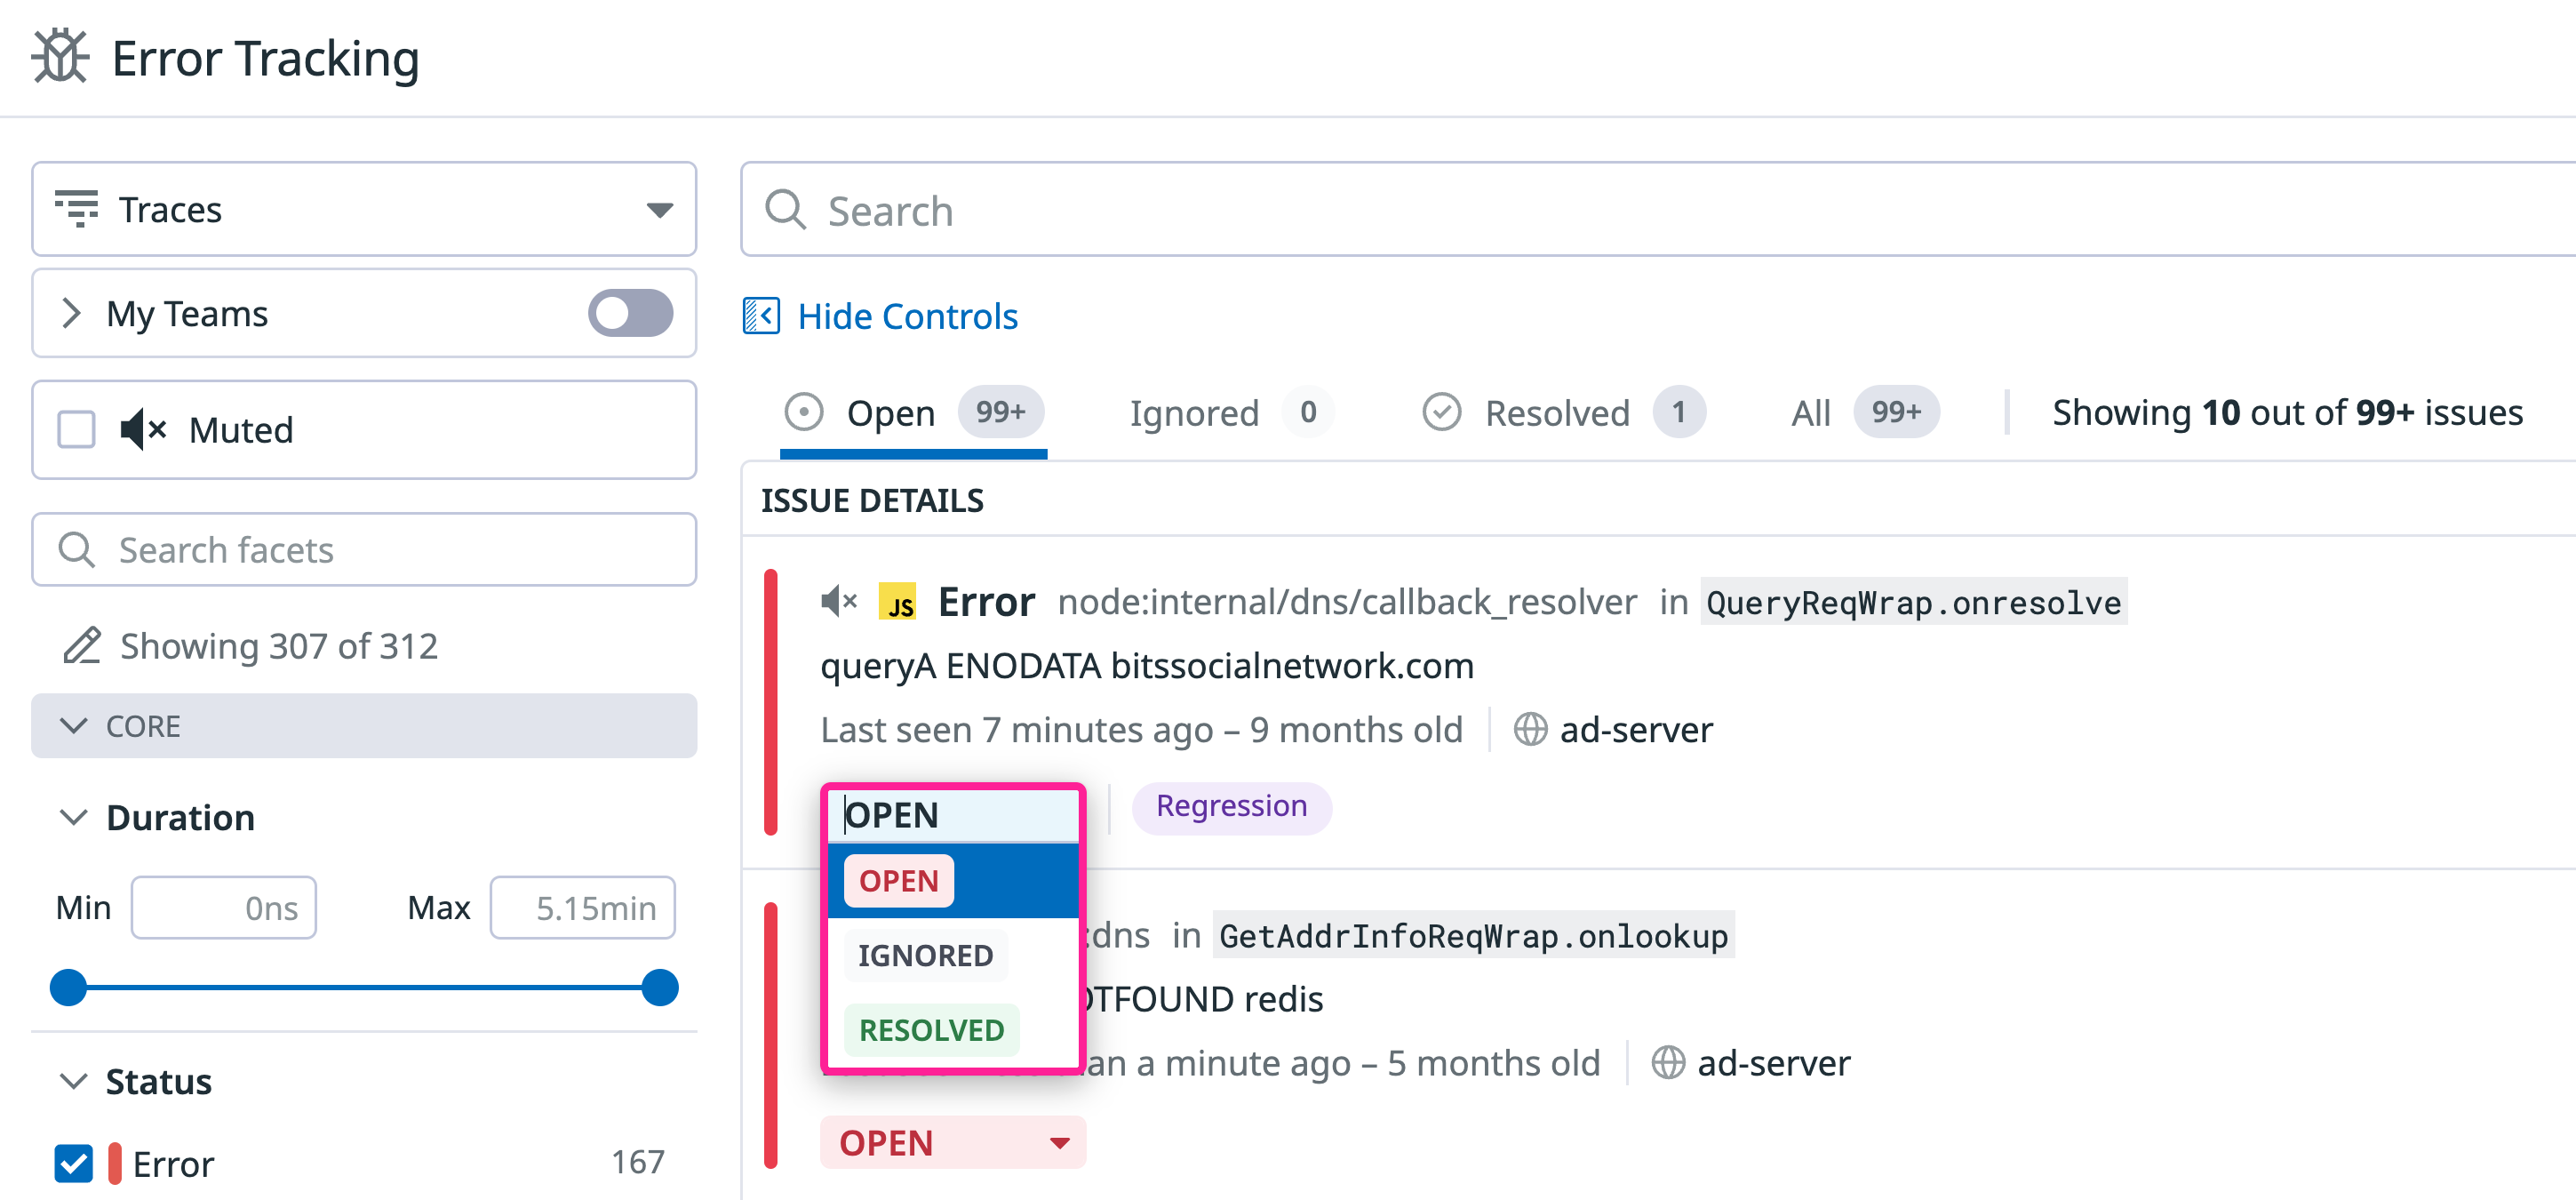 Error Tracking
Traces
My Teams
Muted
Search facets
Showing 307 of 312
CORE
Duration
Min 0ns Max 5.15min
Status
Error 167
Search
Hide Controls
Open 99+ Ignored 0 Resolved 1 All 99+ Showing 10 out of 99+ issues
ISSUE DETAILS
JS Error node:internal/dns/callback_resolver in QueryReqWrap.onresolve
queryA ENODATA bitssocialnetwork.com
Last seen 7 minutes ago – 9 months old ad-server
OPEN Regression
OPEN
IGNORED
RESOLVED
:dns in GetAddrInfoReqWrap.onlookup
OTFOUND redis
an a minute ago – 5 months old ad-server
OPEN